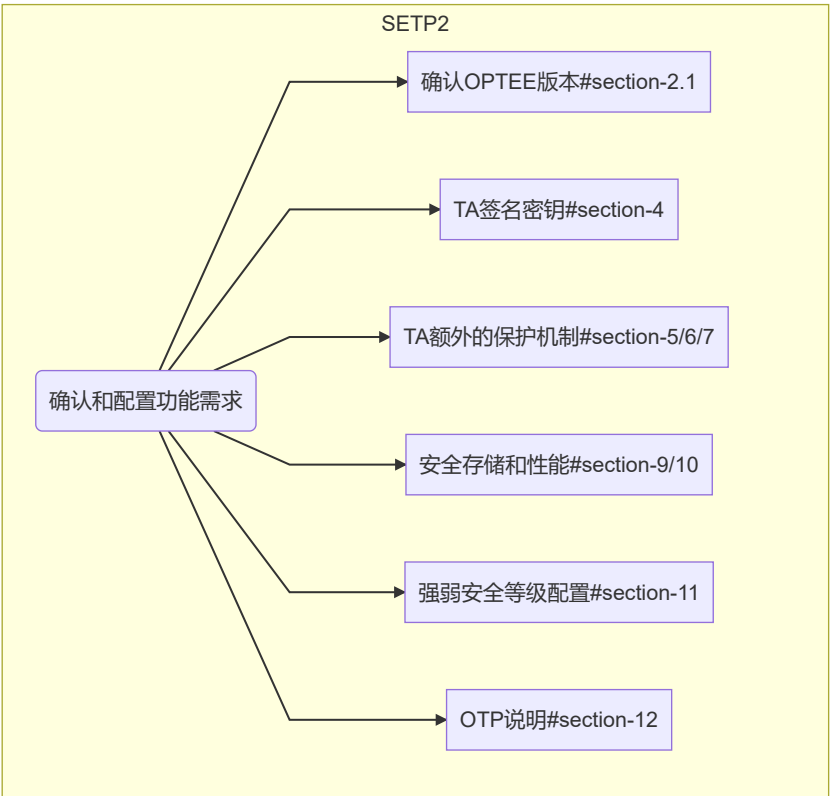 SETP2
确认OPTEE版本#section-2.1
TA签名密钥#section-4
TA额外的保护机制#section-5/6/7
确认和配置功能需求
安全存储和性能#section-9/10
强弱安全等级配置#section-11
OTP说明#section-12